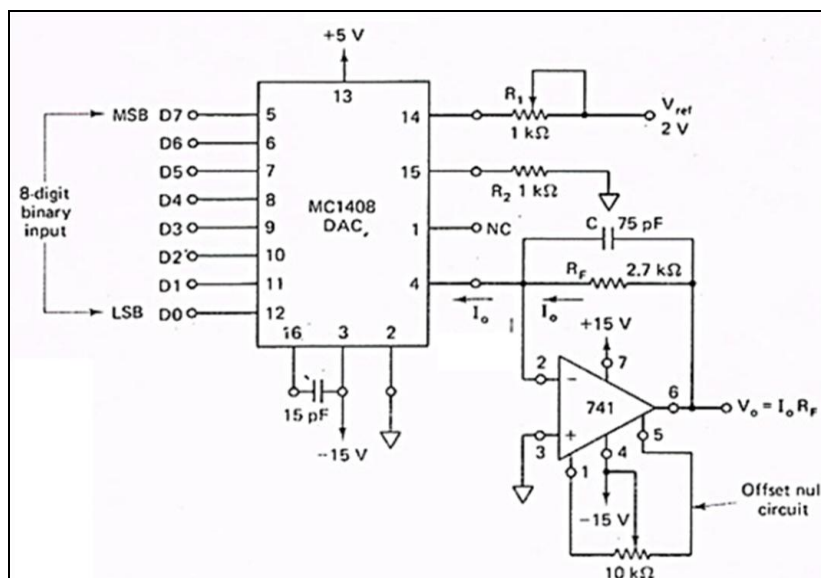 +5 V
13
MSB D7 5
D6 6
D5 7
D4 8
D3 9
D2 10
D1 11
LSB D0 12
8-digit
binary
input
MC1408
DAC
14
15
1
4
16 3 2
15 pF
−15 V
R1
1 kΩ
Vref
2 V
R2 1 kΩ
NC
C 75 pF
RF 2.7 kΩ
Io
Io
+15 V
7
2
−
741
6
Vo = Io RF
+
3
5
4
1
−15 V
Offset nul
circuit
10 kΩ